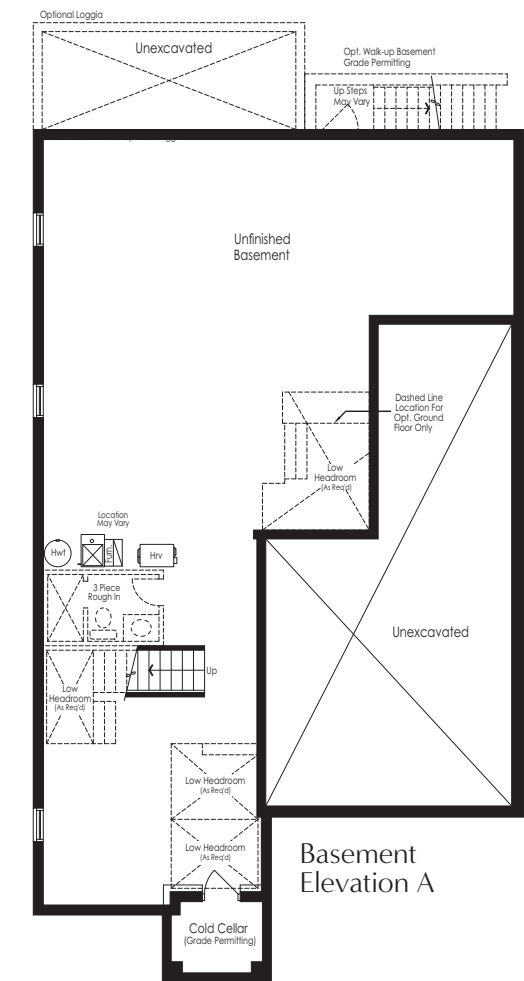 Optional Loggia
Unexcavated
Opt. Walk-up Basement
Grade Permitting
Up Steps
May Vary
Unfinished
Basement
Dashed Line
Location For
Opt. Ground
Floor Only
Low
Headroom
(As Req'd)
Location
May Vary
Hwt
Furn.
Hrv
3 Piece
Rough In
Unexcavated
Up
Low
Headroom
(As Req'd)
Low Headroom
(As Req'd)
Low Headroom
(As Req'd)
Basement
Elevation A
Cold Cellar
(Grade Permitting)